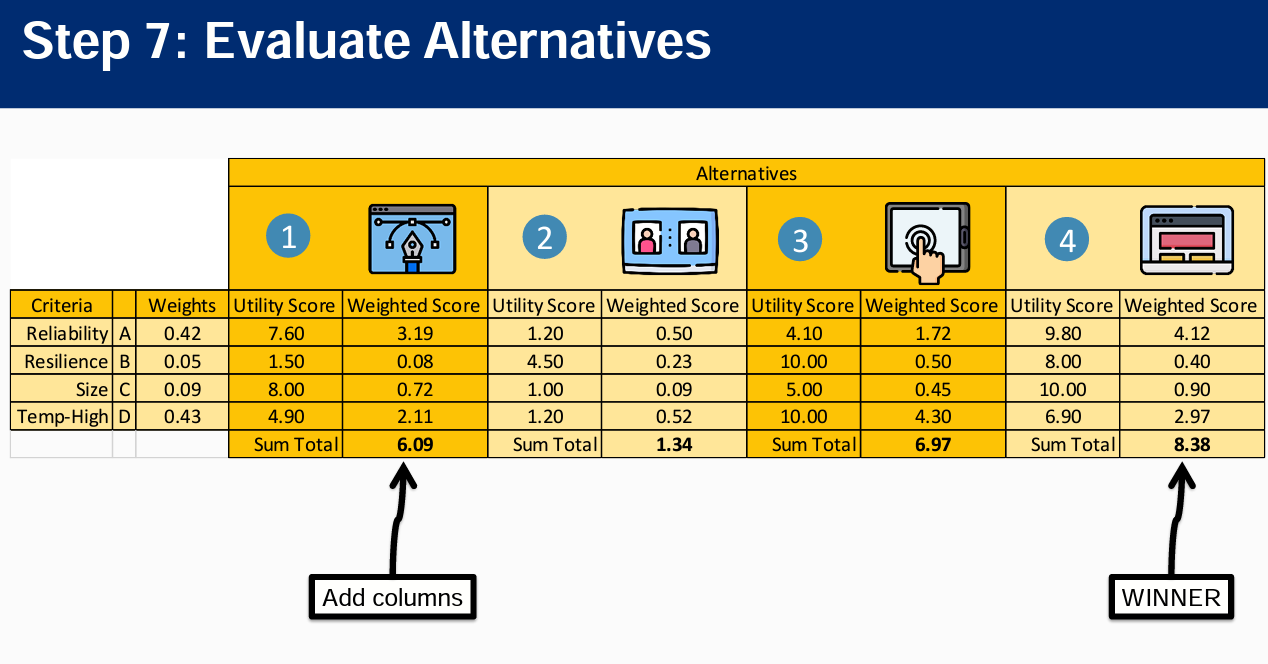 Step 7: Evaluate Alternatives
Alternatives
1 2 3 4
Criteria Weights Utility Score Weighted Score Utility Score Weighted Score Utility Score Weighted Score Utility Score Weighted Score
Reliability A 0.42 7.60 3.19 1.20 0.50 4.10 1.72 9.80 4.12
Resilience B 0.05 1.50 0.08 4.50 0.23 10.00 0.50 8.00 0.40
Size C 0.09 8.00 0.72 1.00 0.09 5.00 0.45 10.00 0.90
Temp-High D 0.43 4.90 2.11 1.20 0.52 10.00 4.30 6.90 2.97
Sum Total 6.09 Sum Total 1.34 Sum Total 6.97 Sum Total 8.38
Add columns WINNER